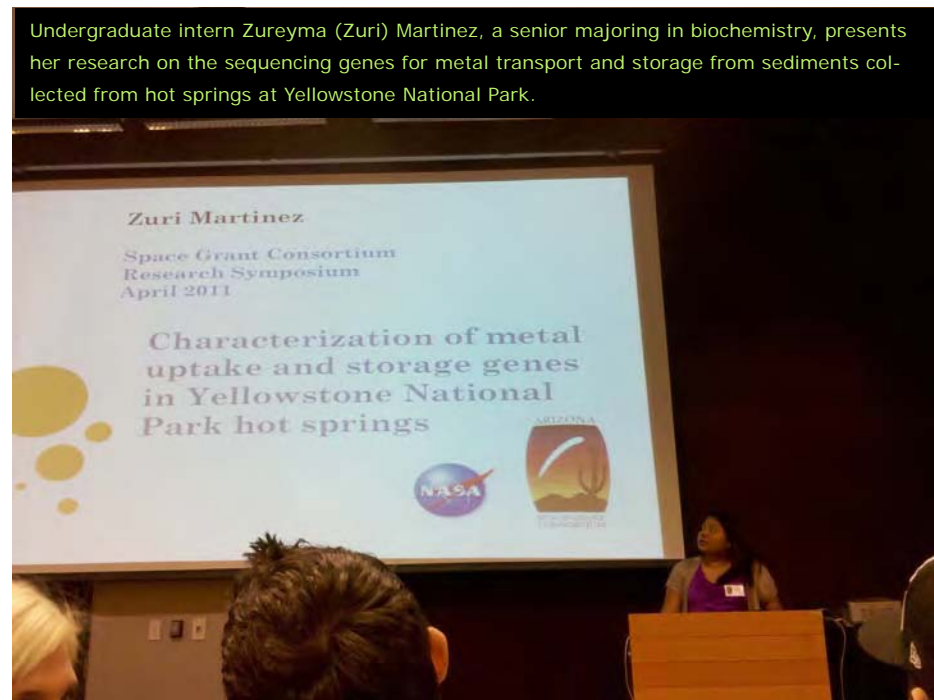 Undergraduate intern Zureyma (Zuri) Martinez, a senior majoring in biochemistry, presents
her research on the sequencing genes for metal transport and storage from sediments col-
lected from hot springs at Yellowstone National Park.
Zuri Martinez
Space Grant Consortium
Research Symposium
April 2011
Characterization of metal
uptake and storage genes
in Yellowstone National
Park hot springs
ARIZONA
NASA
CONSORTIUM